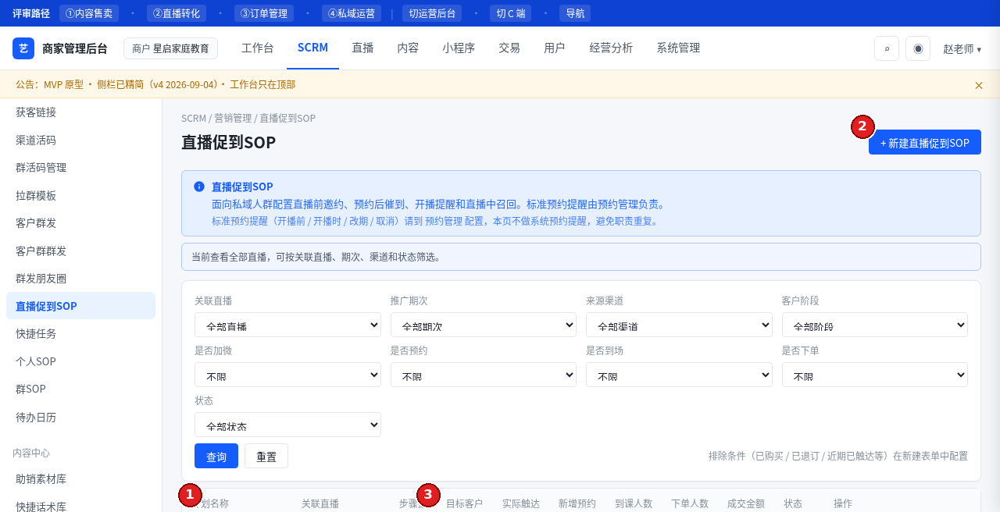 评审路径 ①内容售卖 • ②直播转化 • ③订单管理 • ④私域运营 | 切运营后台 • 切 C 端 • 导航
艺 商家管理后台 商户 星启家庭教育 工作台 SCRM 直播 内容 小程序 交易 用户 经营分析 系统管理 赵老师 ▾
公告：MVP 原型 · 侧栏已精简（v4 2026-09-04）· 工作台只在顶部 ×
获客链接
渠道活码
群活码管理
拉群模板
客户群发
客户群群发
群发朋友圈
直播促到SOP
快捷任务
个人SOP
群SOP
待办日历
内容中心
助销素材库
快捷话术库
SCRM / 营销管理 / 直播促到SOP
直播促到SOP
2
+ 新建直播促到SOP
直播促到SOP
面向私域人群配置直播前邀约、预约后催到、开播提醒和直播中召回。标准预约提醒由预约管理负责。
标准预约提醒（开播前 / 开播时 / 改期 / 取消）请到 预约管理 配置，本页不做系统预约提醒，避免职责重复。
当前查看全部直播，可按关联直播、期次、渠道和状态筛选。
关联直播 推广期次 来源渠道 客户阶段
全部直播 全部期次 全部渠道 全部阶段
是否加微 是否预约 是否到场 是否下单
不限 不限 不限 不限
状态
全部状态
查询 重置 排除条件（已购买 / 已退订 / 近期已触达等）在新建表单中配置
1 划名称 关联直播 步骤 3 目标客户 实际触达 新增预约 到课人数 下单人数 成交金额 状态 操作